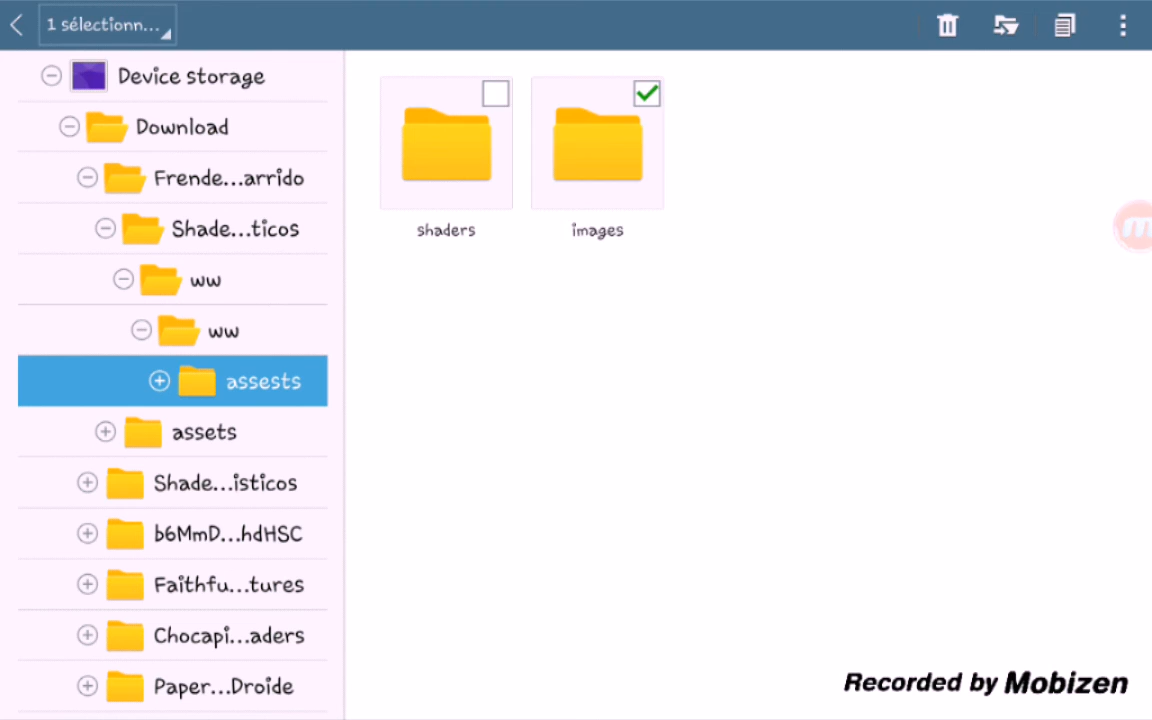 1 sélectionn...
Device storage
Download
Frende...arrido
Shade...ticos
ww
ww
assests
assets
Shade...isticos
b6MmD...hdHSC
Faithfu...tures
Chocapi...aders
Paper...Droide
shaders
images
m
Recorded by Mobizen